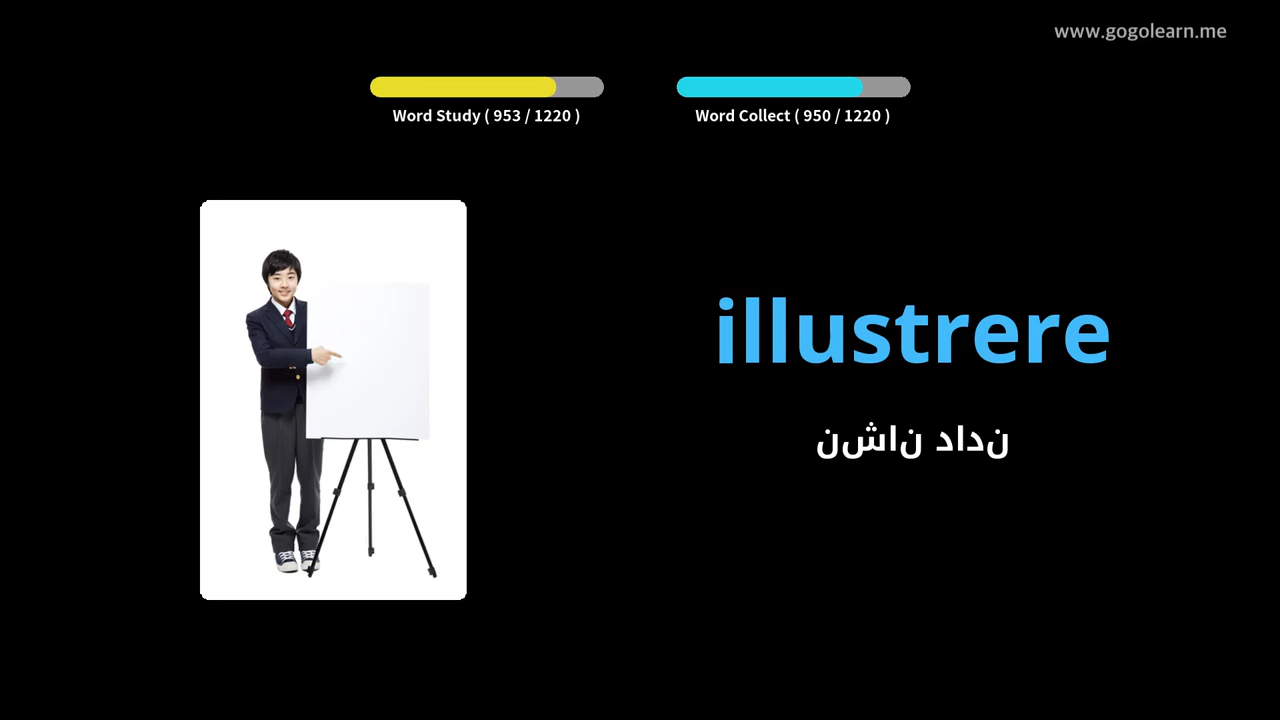 www.gogolearn.me
Word Study ( 953 / 1220 )
Word Collect ( 950 / 1220 )
illustrere
نشان دادن